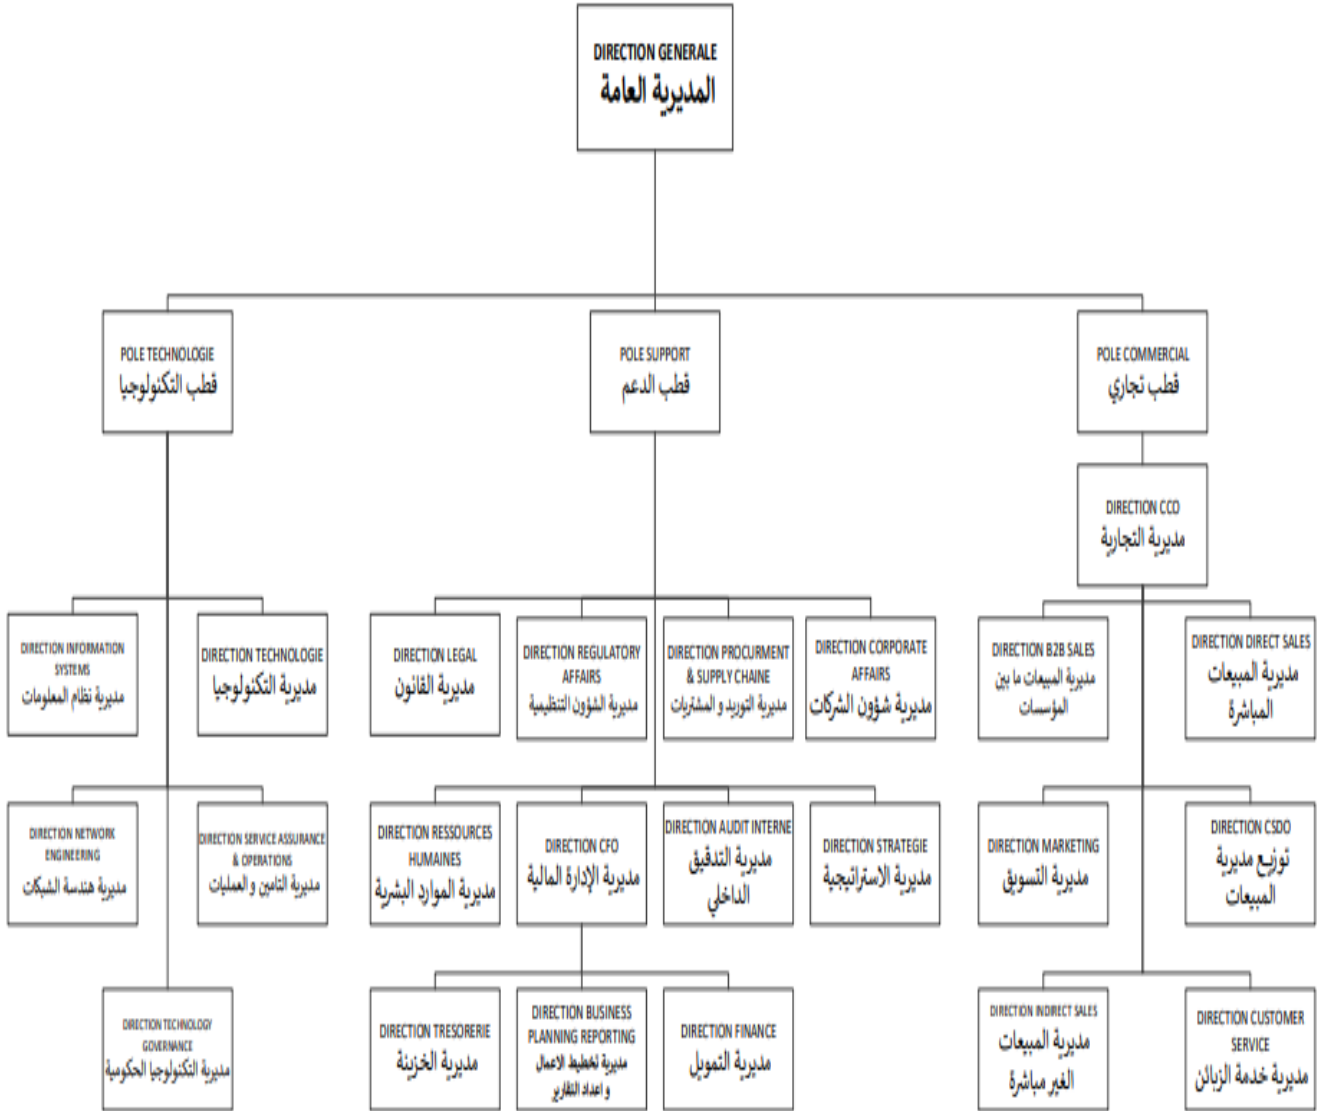 DIRECTION GENERALE
المديرية العامة
POLE TECHNOLOGIE
قطب التكنولوجيا
POLE SUPPORT
قطب الدعم
POLE COMMERCIAL
قطب تجاري
DIRECTION CCO
مديرية التجارية
DIRECTION INFORMATION
SYSTEMS
مديرية نظام المعلومات
DIRECTION TECHNOLOGIE
مديرية التكنولوجيا
DIRECTION LEGAL
مديرية القانون
DIRECTION REGULATORY
AFFAIRS
مديرية الشؤون التنظيمية
DIRECTION PROCURMENT
& SUPPLY CHAINE
مديرية التوريد و المشتريات
DIRECTION CORPORATE
AFFAIRS
مديرية شؤون الشركات
DIRECTION B2B SALES
مديرية المبيعات ما بين
المؤسسات
DIRECTION DIRECT SALES
مديرية المبيعات
المباشرة
DIRECTION NETWORK
ENGINEERING
مديرية هندسة الشبكات
DIRECTION SERVICE ASSURANCE
& OPERATIONS
مديرية التامين و العمليات
DIRECTION RESSOURCES
HUMAINES
مديرية الموارد البشرية
DIRECTION CFO
مديرية الإدارة المالية
DIRECTION AUDIT INTERNE
مديرية التدقيق
الداخلي
DIRECTION STRATEGIE
مديرية الاستراتيجية
DIRECTION MARKETING
مديرية التسويق
DIRECTION CSDO
توزيع مديرية
المبيعات
DIRECTION TECHNOLOGY
GOVERNANCE
مديرية التكنولوجيا الحكومية
DIRECTION TRESORERIE
مديرية الخزينة
DIRECTION BUSINESS
PLANNING REPORTING
مديرية تخطيط الاعمال
و اعداد التقارير
DIRECTION FINANCE
مديرية التمويل
DIRECTION INDIRECT SALES
مديرية المبيعات
الغير مباشرة
DIRECTION CUSTOMER
SERVICE
مديرية خدمة الزبائن